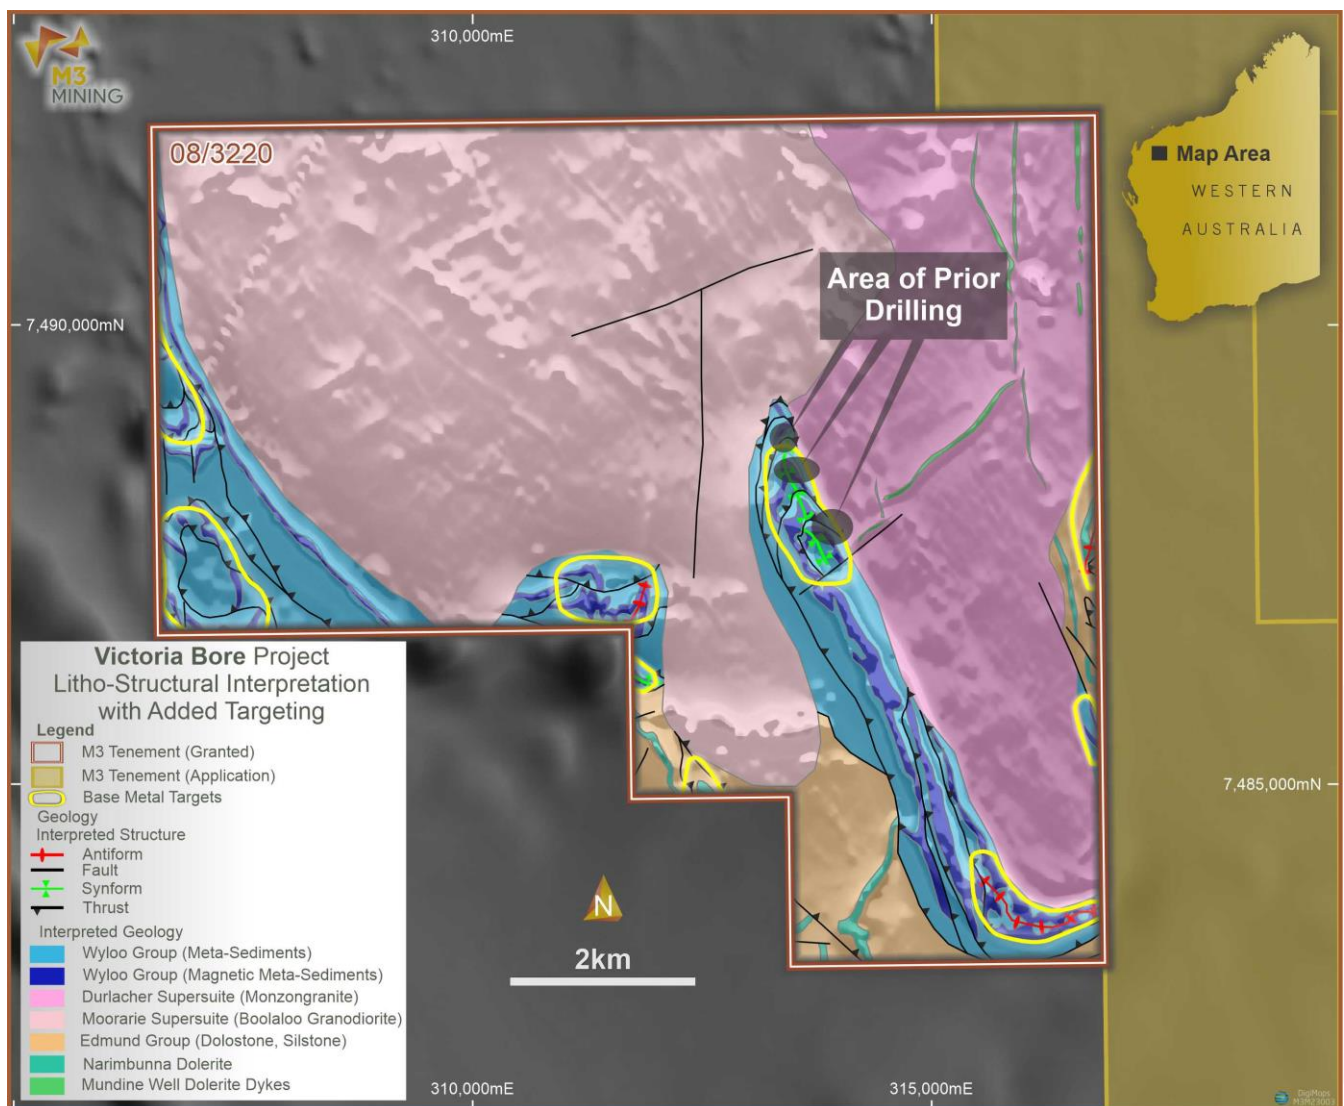 M3
MINING
310,000mE
08/3220
Map Area
WESTERN
AUSTRALIA
Area of Prior
Drilling
7,490,000mN
Victoria Bore Project
Litho-Structural Interpretation
with Added Targeting
Legend
M3 Tenement (Granted)
M3 Tenement (Application)
Base Metal Targets
Geology
Interpreted Structure
Antiform
Fault
Synform
Thrust
Interpreted Geology
Wyloo Group (Meta-Sediments)
Wyloo Group (Magnetic Meta-Sediments)
Durlacher Supersuite (Monzongranite)
Moorarie Supersuite (Boolaloo Granodiorite)
Edmund Group (Dolostone, Silstone)
Narimbunna Dolerite
Mundine Well Dolerite Dykes
7,485,000mN
N
2km
310,000mE
315,000mE
DigiMaps
M3M23003